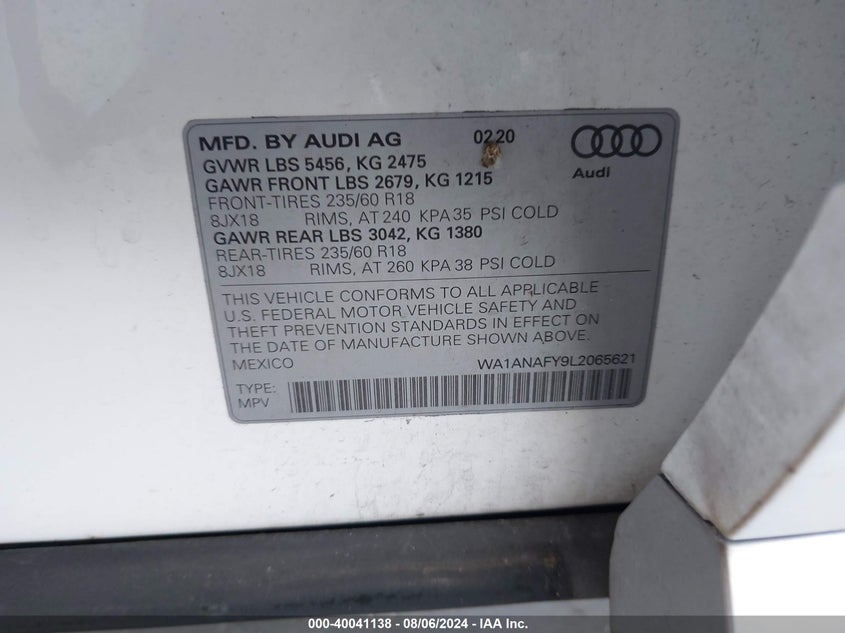 MFD. BY AUDI AG 02 20
GVWR LBS 5456, KG 2475
GAWR FRONT LBS 2679, KG 1215
FRONT-TIRES 235/60 R18
8JX18 RIMS, AT 240 KPA 35 PSI COLD
GAWR REAR LBS 3042, KG 1380
REAR-TIRES 235/60 R18
8JX18 RIMS, AT 260 KPA 38 PSI COLD
Audi
THIS VEHICLE CONFORMS TO ALL APPLICABLE
U.S. FEDERAL MOTOR VEHICLE SAFETY AND
THEFT PREVENTION STANDARDS IN EFFECT ON
THE DATE OF MANUFACTURE SHOWN ABOVE.
MEXICO WA1ANAFY9L2065621
TYPE:
MPV
000-40041138 - 08/06/2024 - IAA Inc.